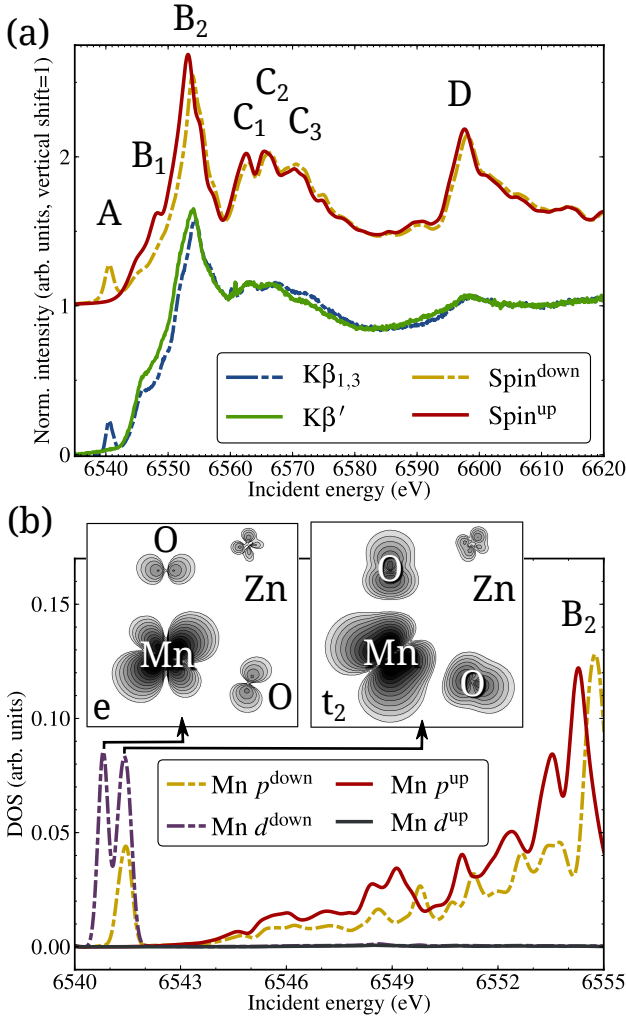 (a)
Norm. intensity (arb. units, vertical shift=1)
B₂
C₂
C₁
C₃
D
B₁
A
2
1
0
Kβ₁,₃
Spinᵈᵒʷⁿ
Kβ′
Spinᵘᵖ
6540 6550 6560 6570 6580 6590 6600 6610 6620
Incident energy (eV)
(b)
DOS (arb. units)
O
Zn
Mn
O
e
O
Zn
Mn
O
t₂
B₂
0.15
0.10
0.05
0.00
Mn pᵈᵒʷⁿ
Mn pᵘᵖ
Mn dᵈᵒʷⁿ
Mn dᵘᵖ
6540 6543 6546 6549 6552 6555
Incident energy (eV)